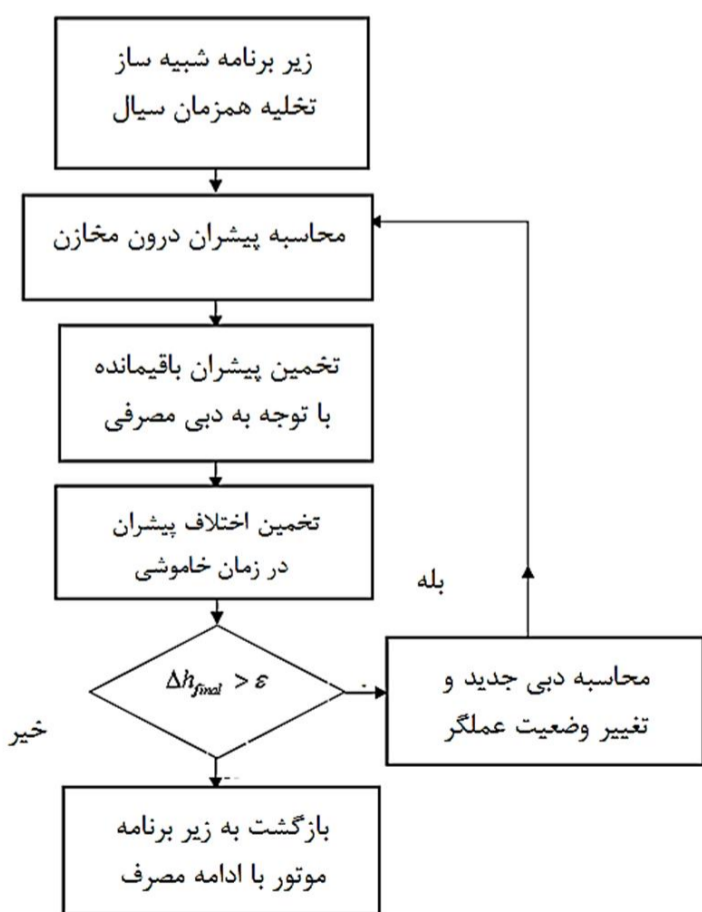 زیر برنامه شبیه ساز
تخلیه همزمان سیال
محاسبه پیشران درون مخازن
تخمین پیشران باقیمانده
با توجه به دبی مصرفی
تخمین اختلاف پیشران
در زمان خاموشی
بله
Δh_final > ε
محاسبه دبی جدید و
تغییر وضعیت عملگر
خیر
بازگشت به زیر برنامه
موتور با ادامه مصرف